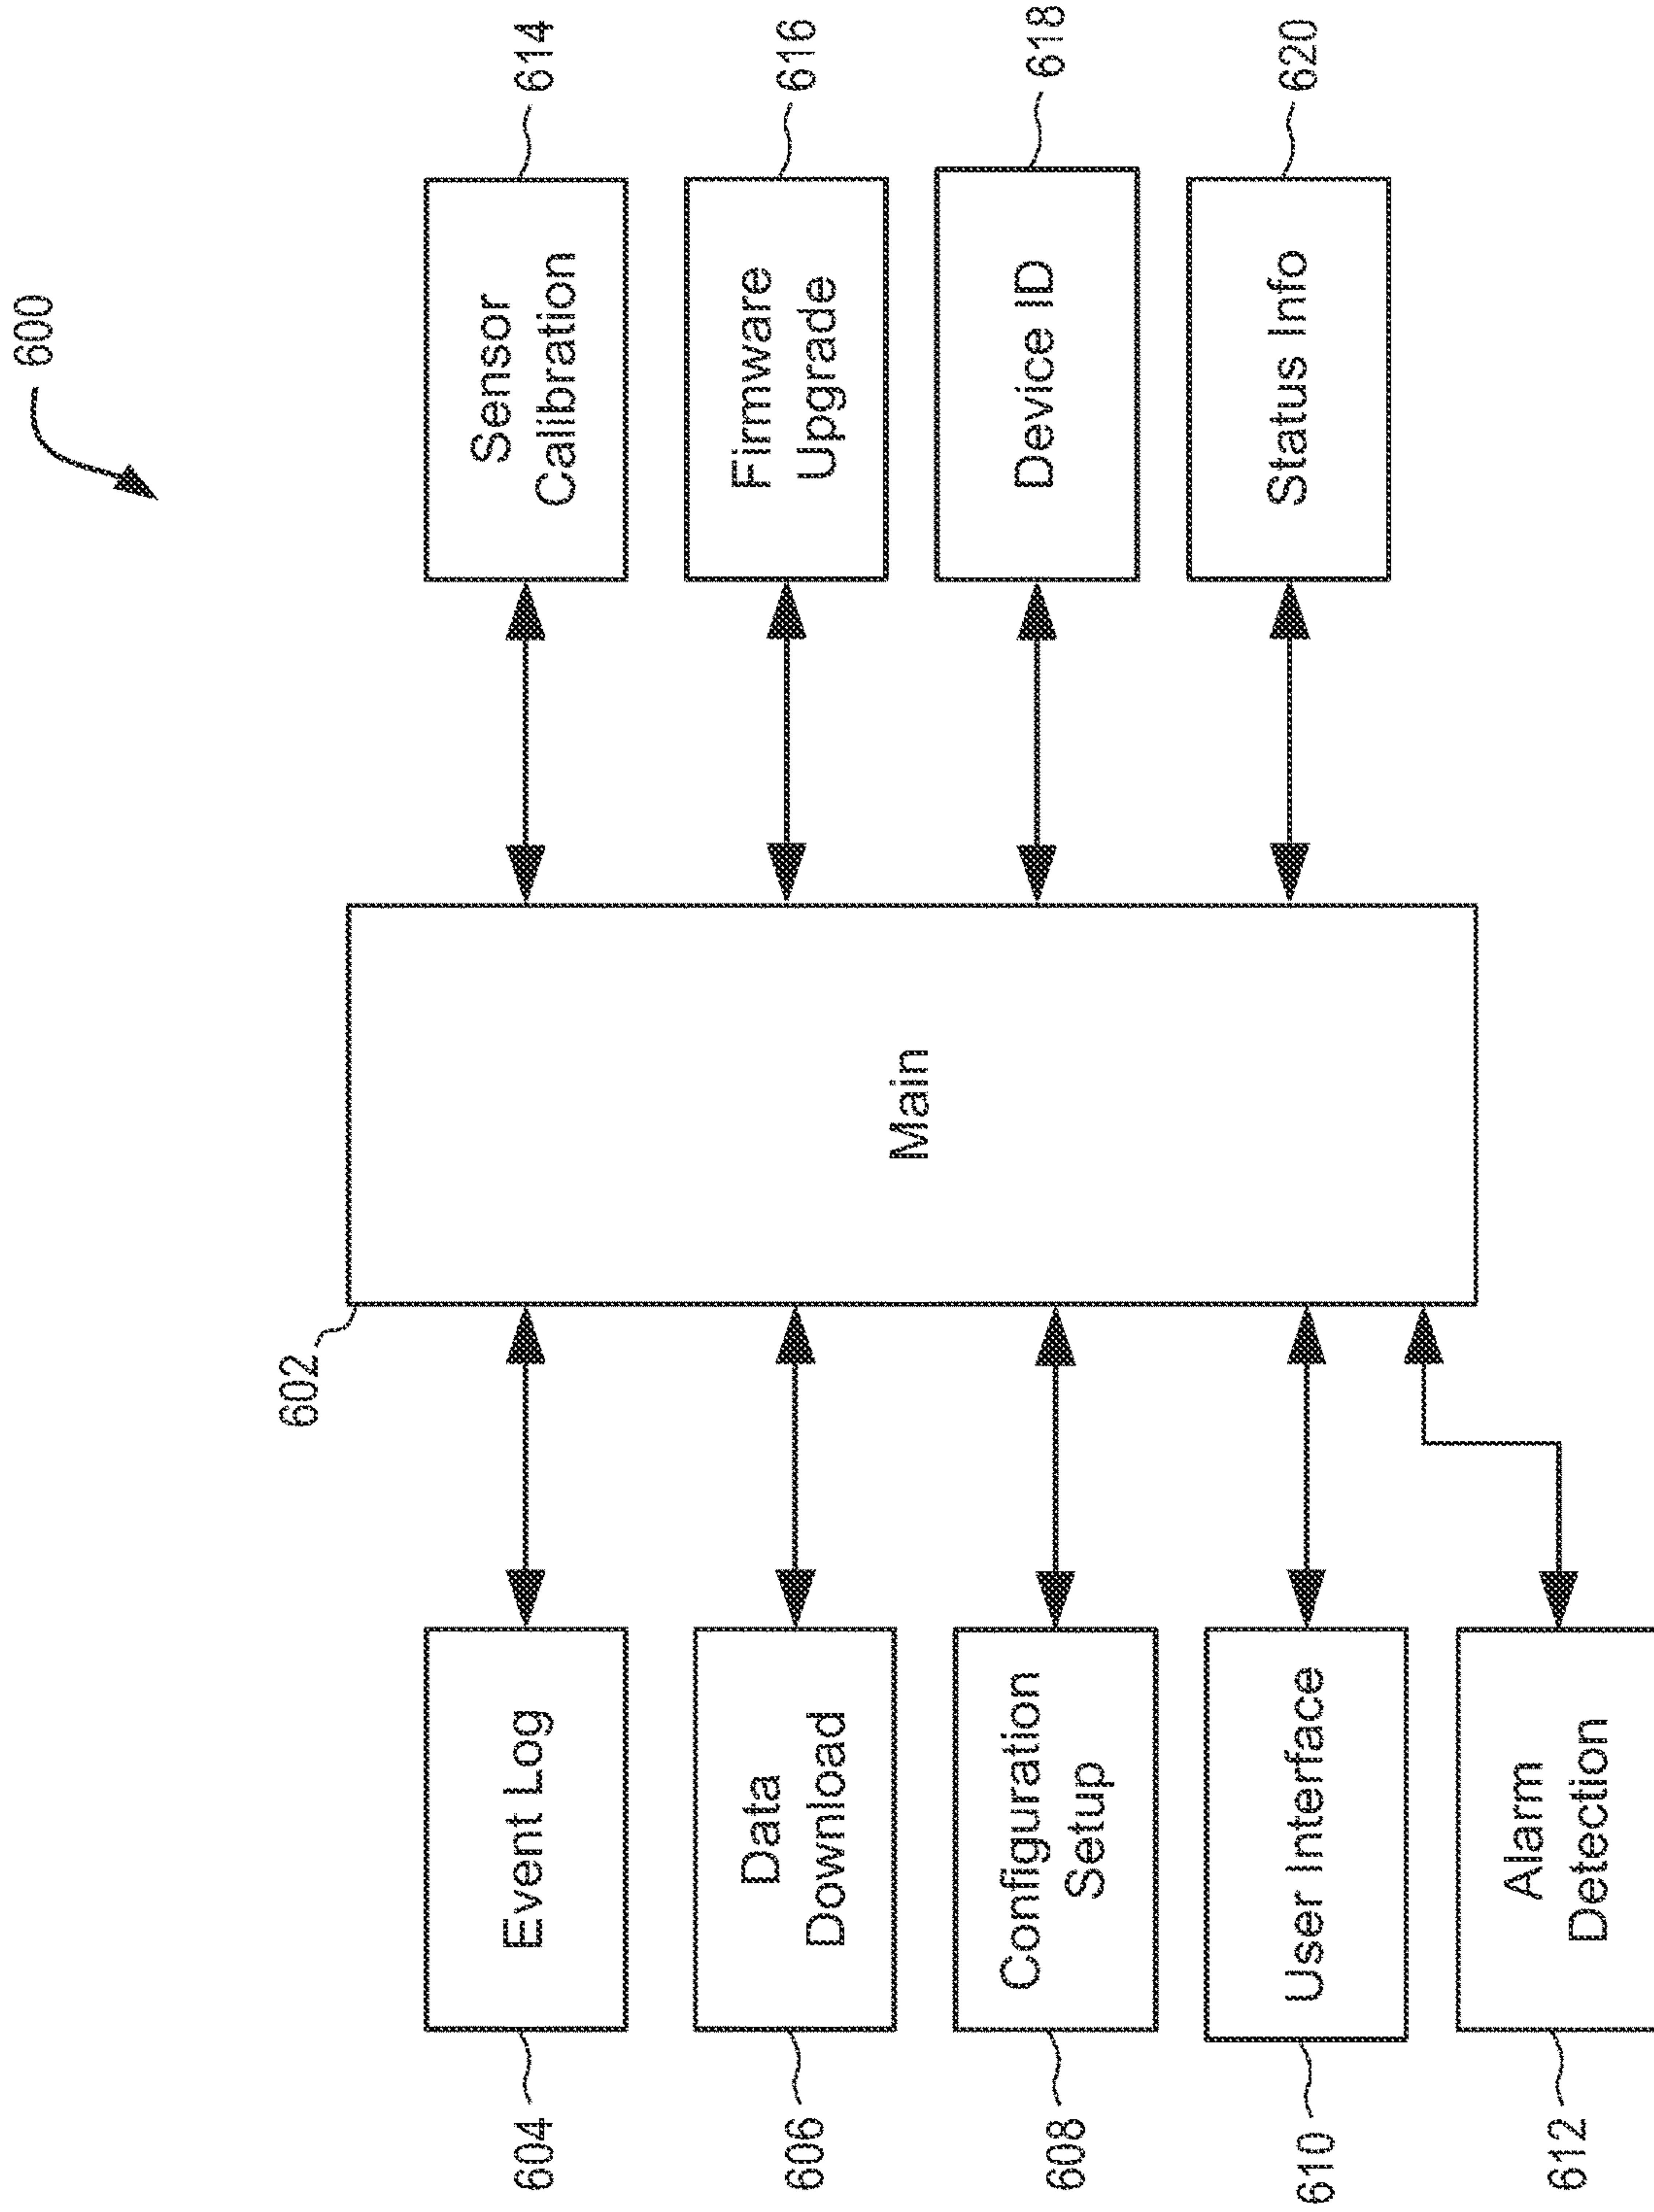 600
602
Main
604
Event Log
606
Data
Download
608
Configuration
Setup
610
User Interface
612
Alarm
Detection
Sensor
Calibration
614
Firmware
Upgrade
616
Device ID
618
Status Info
620